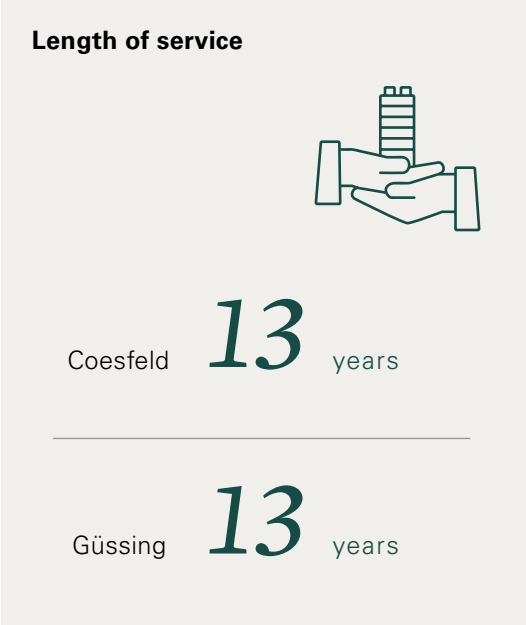 Length of service
Coesfeld 13 years
Güssing 13 years